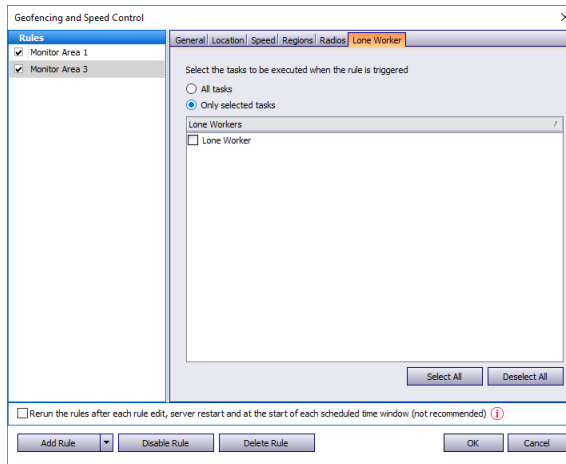 Geofencing and Speed Control
Rules
Monitor Area 1
Monitor Area 3
General Location Speed Regions Radios Lone Worker
Select the tasks to be executed when the rule is triggered
All tasks
Only selected tasks
Lone Workers /
Lone Worker
Select All Deselect All
Rerun the rules after each rule edit, server restart and at the start of each scheduled time window (not recommended) i
Add Rule Disable Rule Delete Rule OK Cancel